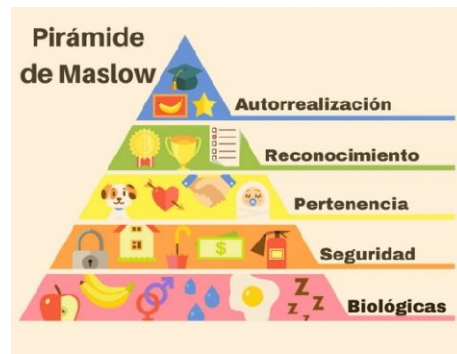 Pirámide
de Maslow
Autorrealización
Reconocimiento
Pertenencia
$
Seguridad
Z Z Z
Biológicas